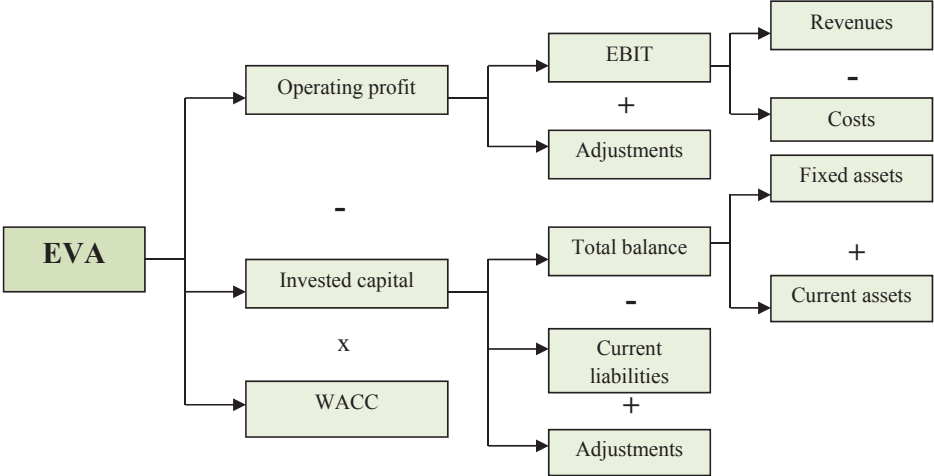 Revenues
EBIT
-
Operating profit
+
Costs
Adjustments
Fixed assets
-
EVA
Total balance
+
Invested capital
-
Current assets
x
Current
liabilities
WACC
+
Adjustments